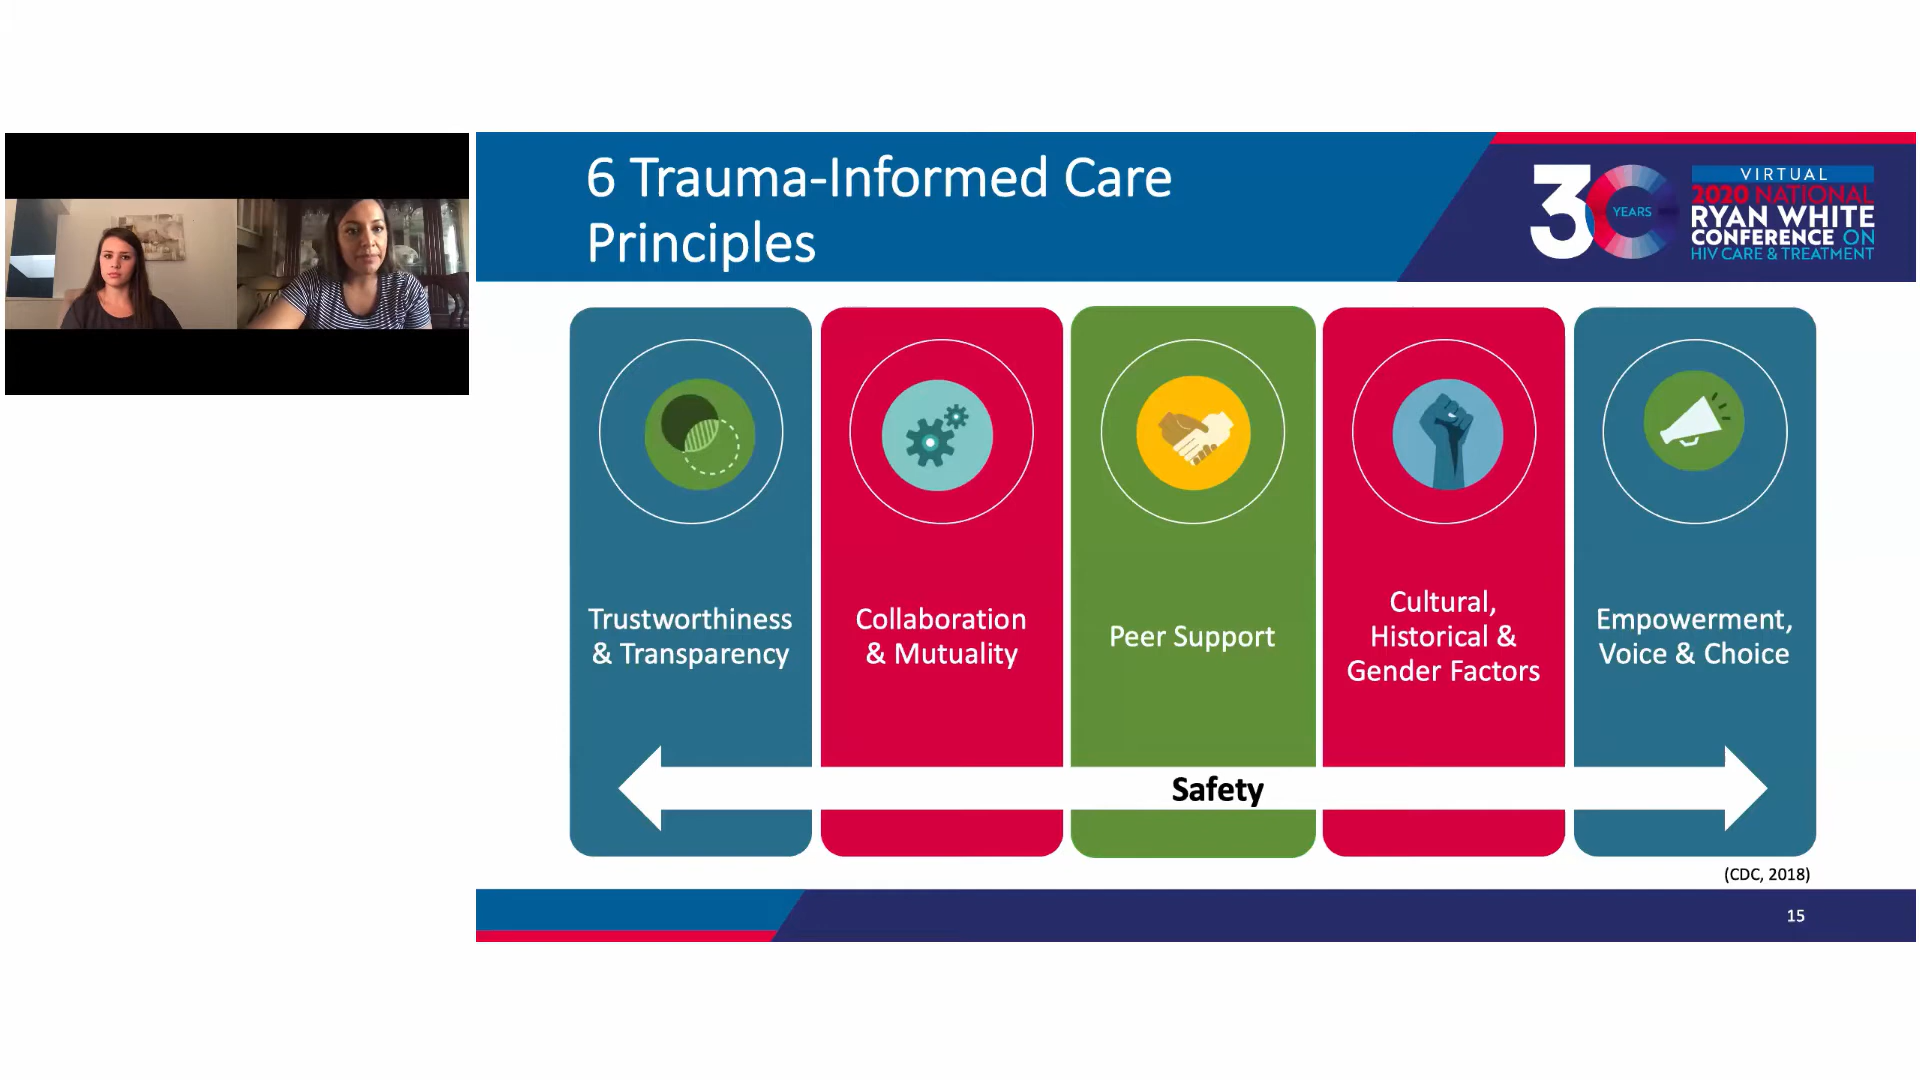 6 Trauma-Informed Care
Principles
30
YEARS
VIRTUAL
2020 NATIONAL
RYAN WHITE
CONFERENCE ON
HIV CARE & TREATMENT
Trustworthiness
& Transparency
Collaboration
& Mutuality
Peer Support
Cultural,
Historical &
Gender Factors
Empowerment,
Voice & Choice
Safety
(CDC, 2018)
15